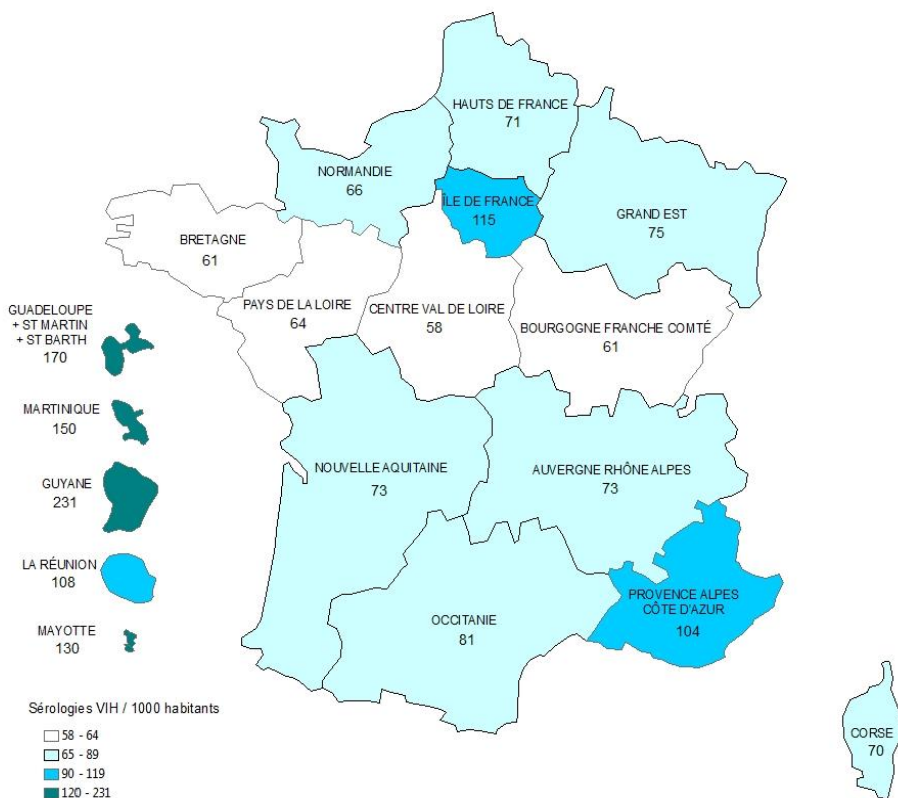 HAUTS DE FRANCE
71
NORMANDIE
66
ÎLE DE FRANCE
115
GRAND EST
75
BRETAGNE
61
PAYS DE LA LOIRE
64
CENTRE VAL DE LOIRE
58
BOURGOGNE FRANCHE COMTÉ
61
GUADELOUPE
+ ST MARTIN
+ ST BARTH
170
MARTINIQUE
150
GUYANE
231
LA RÉUNION
108
MAYOTTE
130
NOUVELLE AQUITAINE
73
AUVERGNE RHÔNE ALPES
73
OCCITANIE
81
PROVENCE ALPES
CÔTE D'AZUR
104
CORSE
70
Sérologies VIH / 1000 habitants
58 - 64
65 - 89
90 - 119
120 - 231